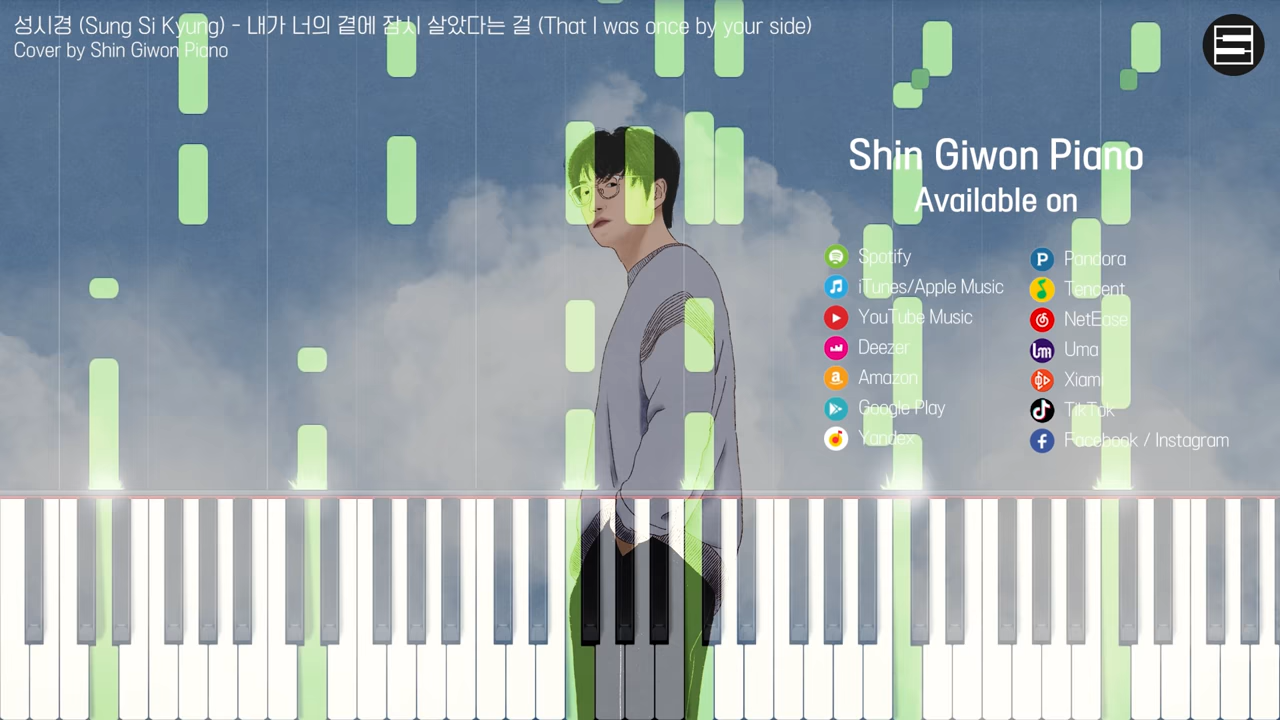 성시경 (Sung Si Kyung) - 내가 너의 곁에 잠시 살았다는 걸 (That I was once by your side)
Cover by Shin Giwon Piano
Shin Giwon Piano
Available on
Spotify
iTunes/Apple Music
YouTube Music
Deezer
Amazon
Google Play
Yandex
Pandora
Tencent
NetEase
Uma
Xiami
TikTok
Facebook / Instagram